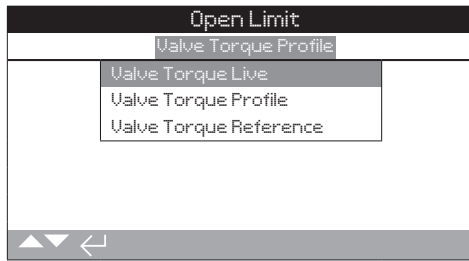 Open Limit
Valve Torque Profile
Valve Torque Live
Valve Torque Profile
Valve Torque Reference